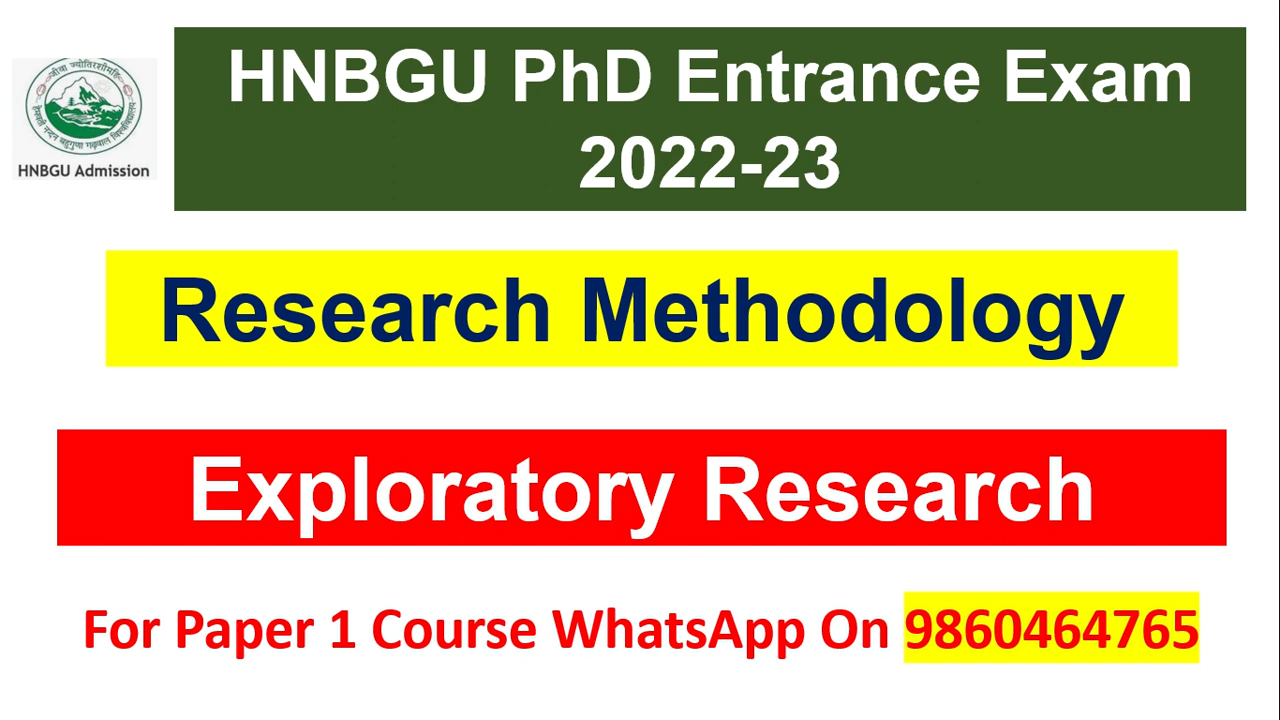 HNBGU PhD Entrance Exam
2022-23
HNBGU Admission
Research Methodology
Exploratory Research
For Paper 1 Course WhatsApp On 9860464765